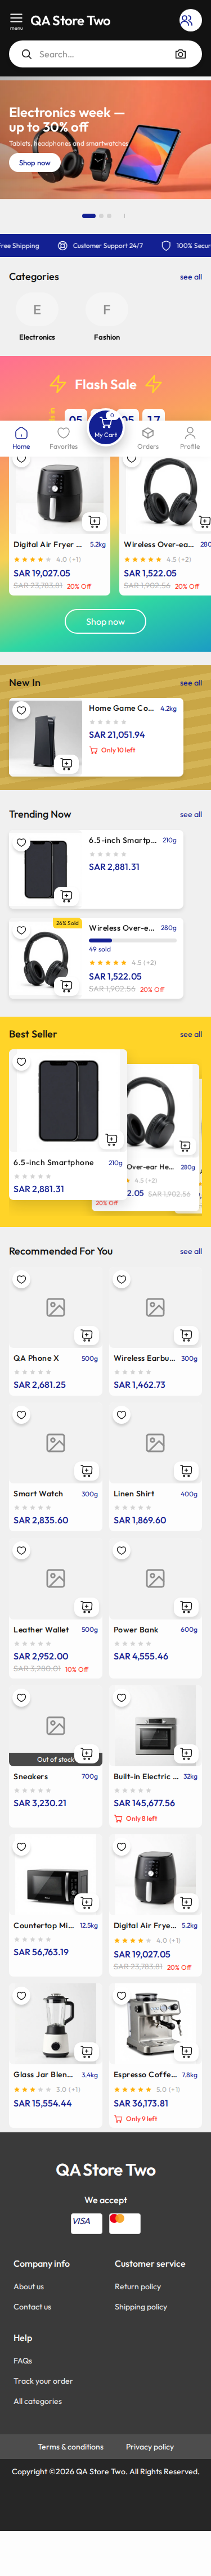 menu
QA Store Two
Search...
Electronics week —
up to 30% off
Tablets, headphones and smartwatches
Shop now
Free Shipping
Customer Support 24/7
100% Secur
Categories
see all
E
F
Electronics
Fashion
Flash Sale
05
05
17
0
My Cart
Home
Favorites
Orders
Profile
Digital Air Fryer ...
5.2kg
4.0 (+1)
SAR 19,027.05
SAR 23,783.81
20% Off
Wireless Over-ea...
280
4.5 (+2)
SAR 1,522.05
SAR 1,902.56
20% Off
Shop now
New In
see all
Home Game Co...
4.2kg
SAR 21,051.94
Only 10 left
Trending Now
see all
6.5-inch Smartp...
210g
SAR 2,881.31
26% Sold
Wireless Over-e...
280g
49 sold
4.5 (+2)
SAR 1,522.05
SAR 1,902.56
20% Off
Best Seller
see all
6.5-inch Smartphone
210g
SAR 2,881.31
Over-ear He...
280g
4.5 (+2)
2.05
SAR 1,902.56
20% Off
Recommended For You
see all
QA Phone X
500g
SAR 2,681.25
Wireless Earbu...
300g
SAR 1,462.73
Smart Watch
300g
SAR 2,835.60
Linen Shirt
400g
SAR 1,869.60
Leather Wallet
500g
SAR 2,952.00
SAR 3,280.01
10% Off
Power Bank
600g
SAR 4,555.46
Out of stock
Sneakers
700g
SAR 3,230.21
Built-in Electric ...
32kg
SAR 145,677.56
Only 8 left
Countertop Mi...
12.5kg
SAR 56,763.19
Digital Air Frye...
5.2kg
4.0 (+1)
SAR 19,027.05
SAR 23,783.81
20% Off
Glass Jar Blen...
3.4kg
3.0 (+1)
SAR 15,554.44
Espresso Coffe...
7.8kg
5.0 (+1)
SAR 36,173.81
Only 9 left
QA Store Two
We accept
VISA
Company info
Customer service
About us
Return policy
Contact us
Shipping policy
Help
FAQs
Track your order
All categories
Terms & conditions
Privacy policy
Copyright ©2026 QA Store Two. All Rights Reserved.